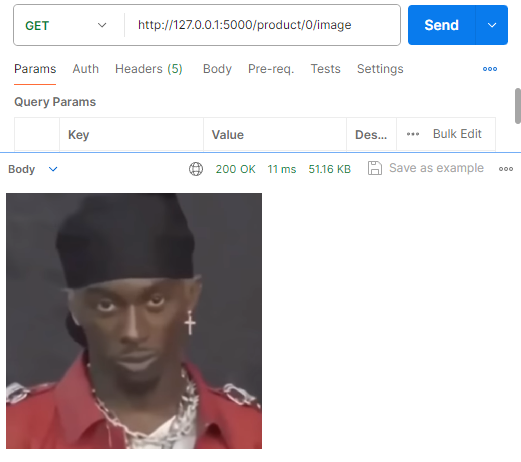 GET http://127.0.0.1:5000/product/0/image Send
Params Auth Headers (5) Body Pre-req. Tests Settings
Query Params
Key Value Des... Bulk Edit
Body 200 OK 11 ms 51.16 KB Save as example